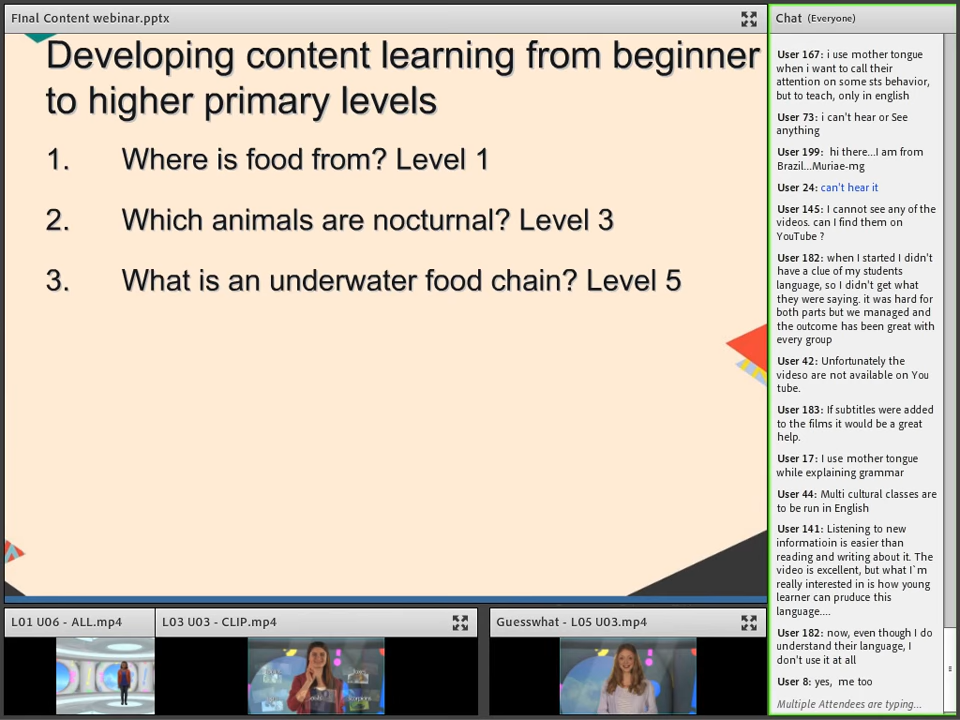 FInal Content webinar.pptx
Developing content learning from beginner
to higher primary levels
1. Where is food from? Level 1
2. Which animals are nocturnal? Level 3
3. What is an underwater food chain? Level 5
L01 U06 - ALL.mp4
L03 U03 - CLIP.mp4
Guesswhat - L05 U03.mp4
Chat (Everyone)
User 167: i use mother tongue
when i want to call their
attention on some sts behavior,
but to teach, only in english
User 73: i can't hear or See
anything
User 199: hi there...I am from
Brazil...Muriae-mg
User 24: can't hear it
User 145: I cannot see any of the
videos. can I find them on
YouTube ?
User 182: when I started I didn't
have a clue of my students
language, so I didn't get what
they were saying. it was hard for
both parts but we managed and
the outcome has been great with
every group
User 42: Unfortunately the
videso are not available on You
tube.
User 183: If subtitles were added
to the films it would be a great
help.
User 17: I use mother tongue
while explaining grammar
User 44: Multi cultural classes are
to be run in English
User 141: Listening to new
informatioin is easier than
reading and writing about it. The
video is excellent, but what I`m
really interested in is how young
learner can pruduce this
language....
User 182: now, even though I do
understand their language, I
don't use it at all
User 8: yes, me too
Multiple Attendees are typing...